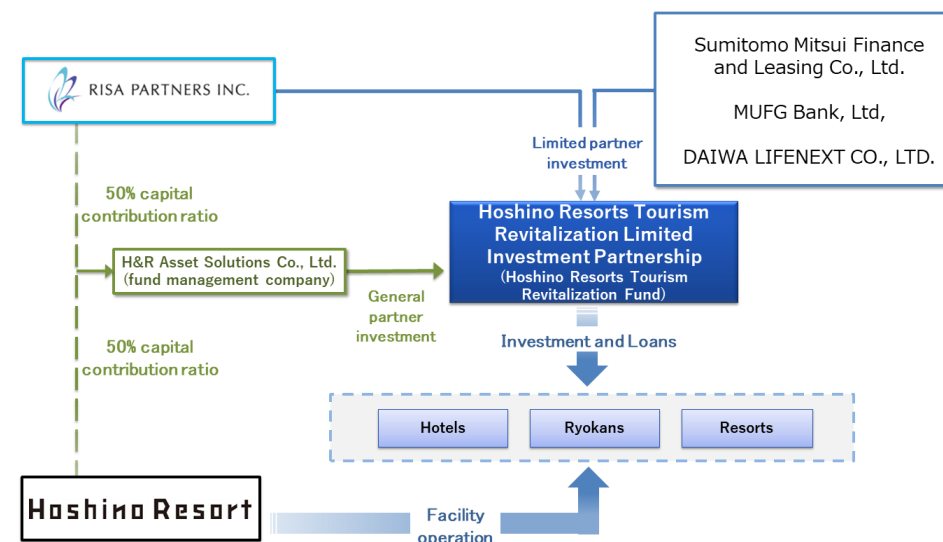 RISA PARTNERS INC.
Sumitomo Mitsui Finance
and Leasing Co., Ltd.
MUFG Bank, Ltd,
DAIWA LIFENEXT CO., LTD.
Limited partner
investment
50% capital
contribution ratio
H&R Asset Solutions Co., Ltd.
(fund management company)
General
partner
investment
Hoshino Resorts Tourism
Revitalization Limited
Investment Partnership
(Hoshino Resorts Tourism
Revitalization Fund)
50% capital
contribution ratio
Investment and Loans
Hotels
Ryokans
Resorts
Hoshino Resort
Facility
operation